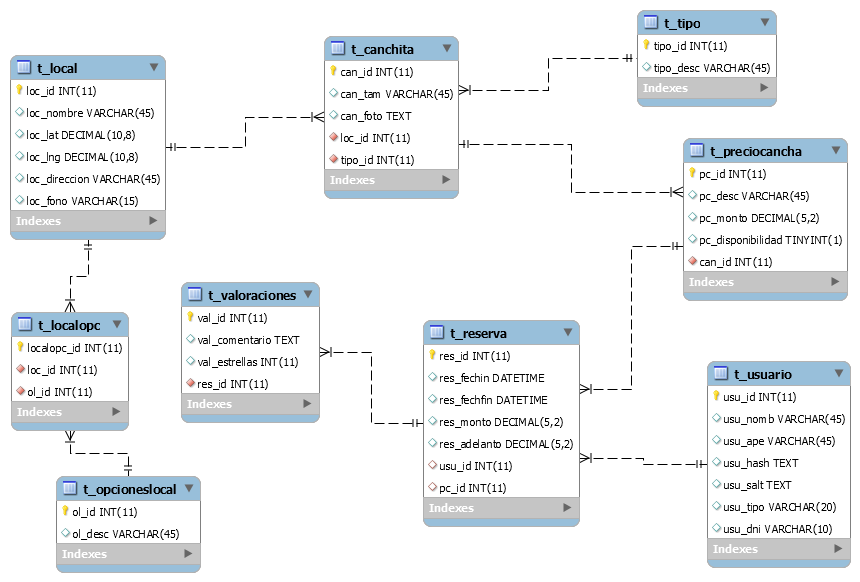 t_tipo
tipo_id INT(11)
tipo_desc VARCHAR(45)
Indexes
t_canchita
can_id INT(11)
can_tam VARCHAR(45)
can_foto TEXT
loc_id INT(11)
tipo_id INT(11)
Indexes
t_local
loc_id INT(11)
loc_nombre VARCHAR(45)
loc_lat DECIMAL(10,8)
loc_lng DECIMAL(10,8)
loc_direccion VARCHAR(45)
loc_fono VARCHAR(15)
Indexes
t_preciocancha
pc_id INT(11)
pc_desc VARCHAR(45)
pc_monto DECIMAL(5,2)
pc_disponibilidad TINYINT(1)
can_id INT(11)
Indexes
t_valoraciones
val_id INT(11)
val_comentario TEXT
val_estrellas INT(11)
res_id INT(11)
Indexes
t_localopc
localopc_id INT(11)
loc_id INT(11)
ol_id INT(11)
Indexes
t_reserva
res_id INT(11)
res_fechin DATETIME
res_fechfin DATETIME
res_monto DECIMAL(5,2)
res_adelanto DECIMAL(5,2)
usu_id INT(11)
pc_id INT(11)
Indexes
t_usuario
usu_id INT(11)
usu_nomb VARCHAR(45)
usu_ape VARCHAR(45)
usu_hash TEXT
usu_salt TEXT
usu_tipo VARCHAR(20)
usu_dni VARCHAR(10)
Indexes
t_opcioneslocal
ol_id INT(11)
ol_desc VARCHAR(45)
Indexes